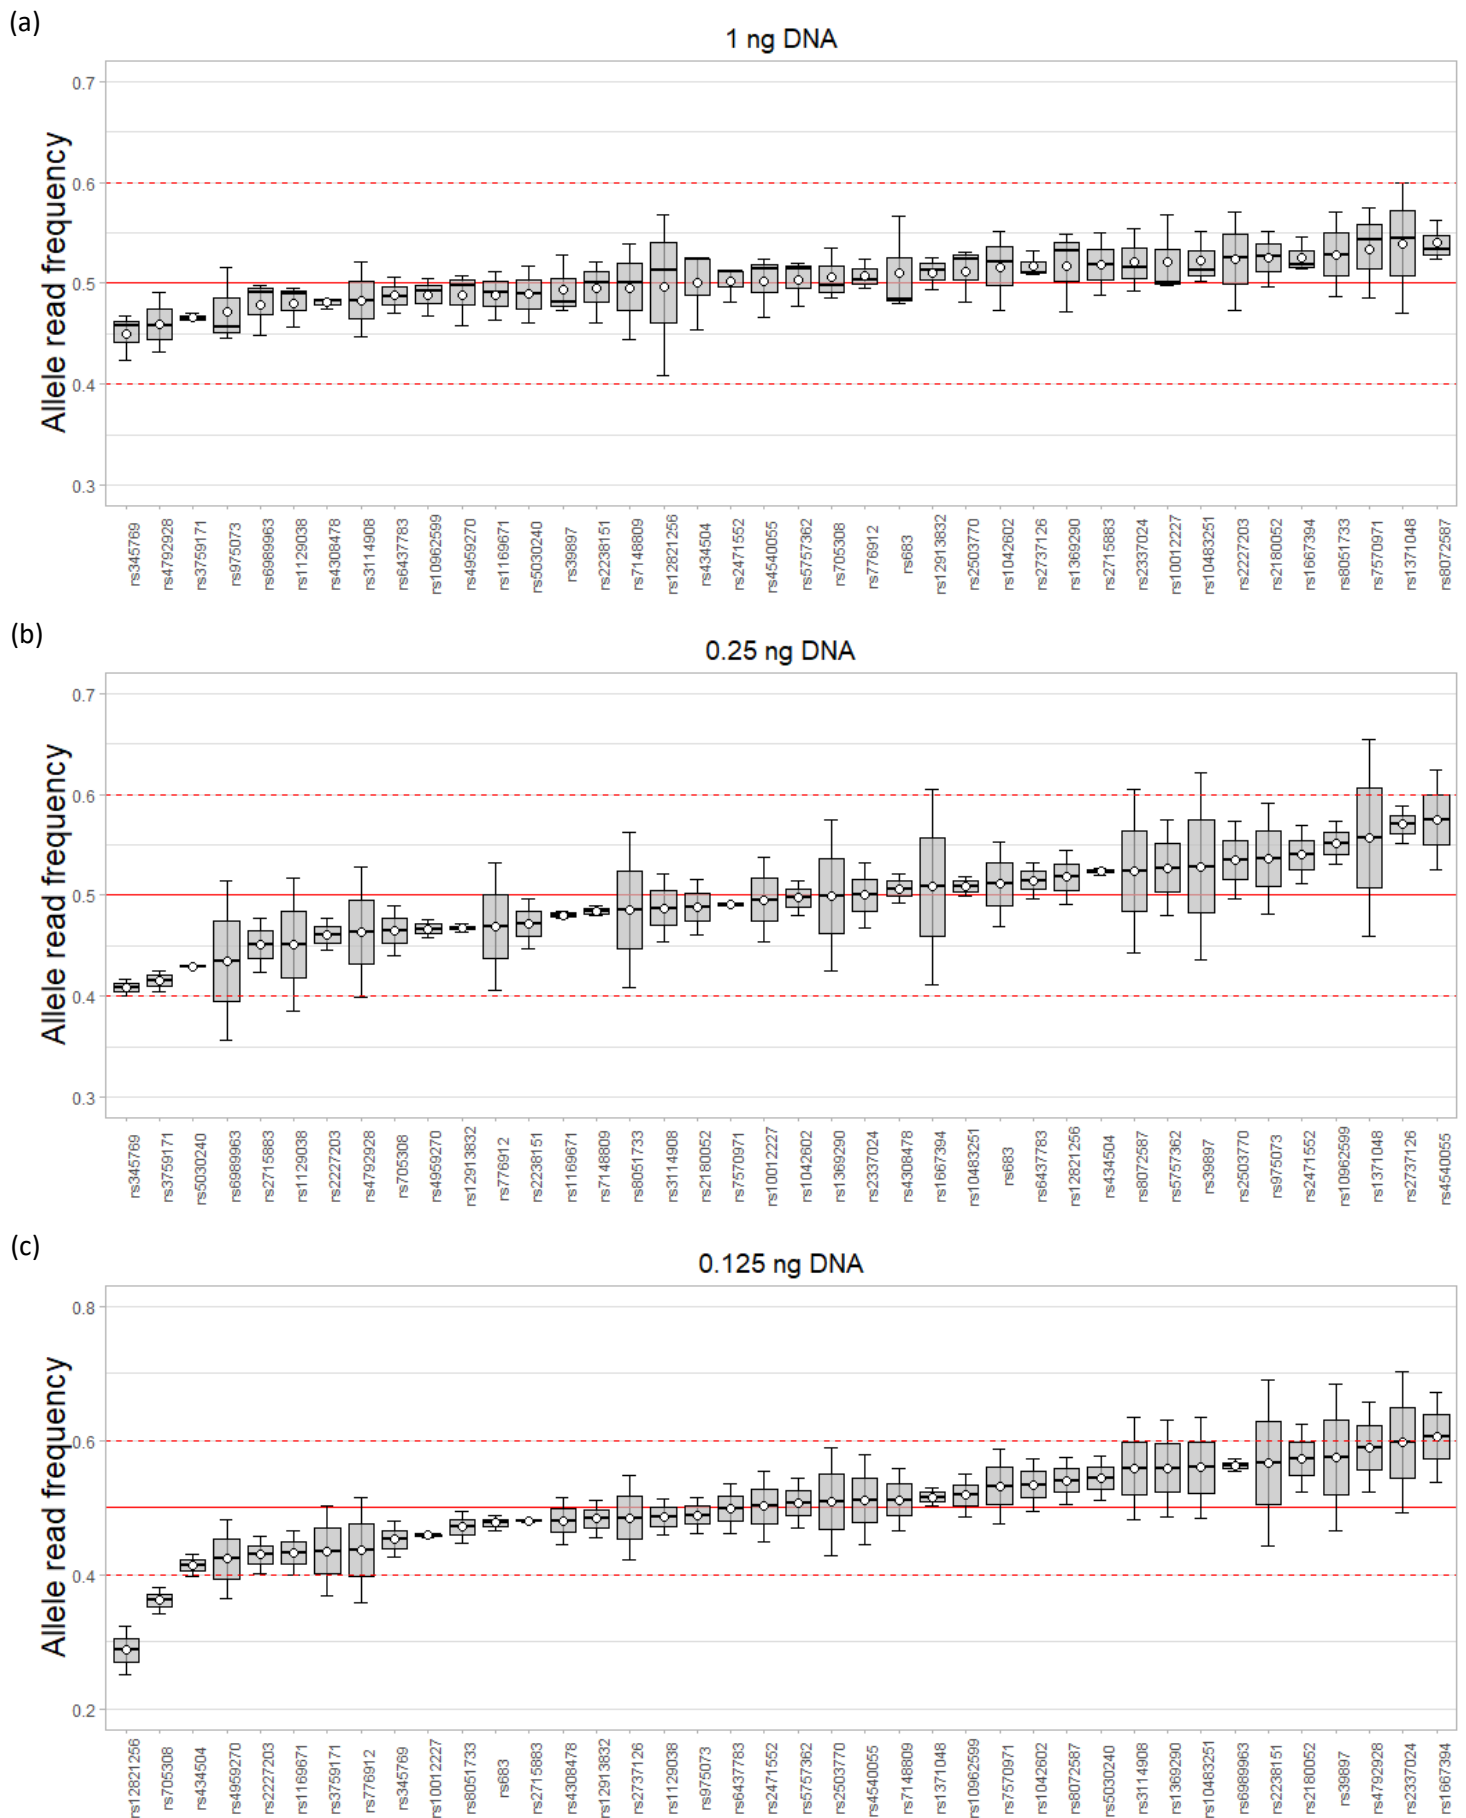 (a)
1 ng DNA
Allele read frequency
0.7
0.6
0.5
0.4
0.3
rs345769
rs4792928
rs3759171
rs975073
rs6989963
rs1129038
rs4308478
rs3114908
rs6437783
rs10962599
rs4959270
rs1169671
rs5030240
rs39897
rs2238151
rs7148809
rs12821256
rs434504
rs2471552
rs4540055
rs5757362
rs705308
rs776912
rs683
rs12913832
rs2503770
rs1042602
rs2737126
rs1369290
rs2715883
rs2337024
rs10012227
rs10483251
rs2227203
rs2180052
rs1667394
rs8051733
rs7570971
rs1371048
rs8072587
(b)
0.25 ng DNA
Allele read frequency
0.7
0.6
0.5
0.4
0.3
rs345769
rs3759171
rs5030240
rs6989963
rs2715883
rs1129038
rs2227203
rs4792928
rs705308
rs4959270
rs12913832
rs776912
rs2238151
rs1169671
rs7148809
rs8051733
rs3114908
rs2180052
rs7570971
rs10012227
rs1042602
rs1369290
rs2337024
rs4308478
rs1667394
rs10483251
rs683
rs6437783
rs12821256
rs434504
rs8072587
rs5757362
rs39897
rs2503770
rs975073
rs2471552
rs10962599
rs1371048
rs2737126
rs4540055
(c)
0.125 ng DNA
Allele read frequency
0.8
0.6
0.4
0.2
rs12821256
rs705308
rs434504
rs4959270
rs2227203
rs1169671
rs3759171
rs776912
rs345769
rs10012227
rs8051733
rs683
rs2715883
rs4308478
rs12913832
rs2737126
rs1129038
rs975073
rs6437783
rs2471552
rs5757362
rs2503770
rs4540055
rs7148809
rs1371048
rs10962599
rs7570971
rs1042602
rs8072587
rs5030240
rs3114908
rs1369290
rs10483251
rs6989963
rs2238151
rs2180052
rs39897
rs4792928
rs2337024
rs1667394